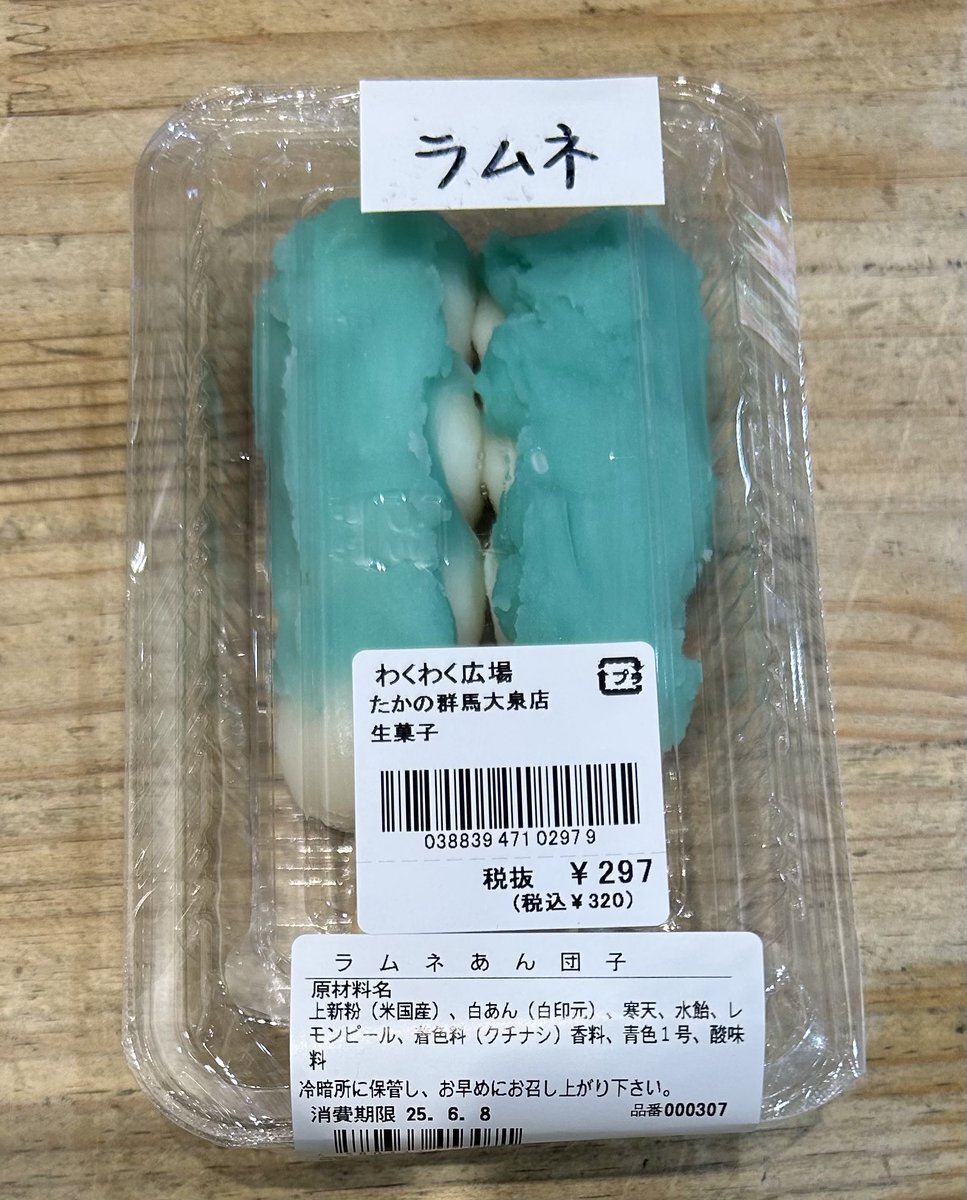 ラムネ
わくわく広場
プラ
たかの群馬大泉店
生菓子
038839 471 0297 9
税抜 ¥297
(税込¥320)
ラムネあん団子
原材料名
上新粉(米国産)、白あん(白印元)、寒天、水飴、レ
モンピール、着色料(クチナシ)香料、青色1号、酸味
料
冷暗所に保管し、お早めにお召し上がり下さい。
消費期限 25. 6. 8 品番000307